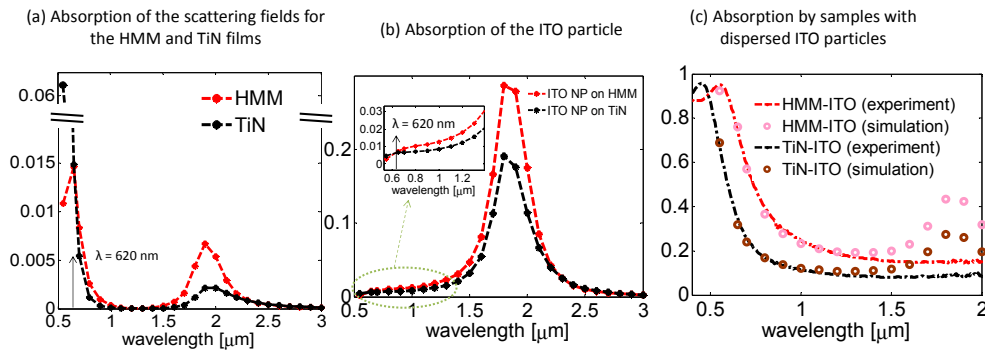 (a) Absorption of the scattering fields for
the HMM and TiN films
0.06
0.015
0.01
0.005
0
0.5
1
1.5
2
2.5
3
wavelength [μm]
HMM
TiN
λ = 620 nm
(b) Absorption of the ITO particle
0.2
0.1
0
0.5
1
1.5
2
2.5
3
wavelength [μm]
ITO NP on HMM
ITO NP on TiN
0.03
0.02
0.01
0
0.6
0.8
1
1.2
wavelength [μm]
λ = 620 nm
(c) Absorption by samples with
dispersed ITO particles
1
0.8
0.6
0.4
0.2
0
0.5
1
1.5
2
wavelength [μm]
HMM-ITO (experiment)
HMM-ITO (simulation)
TiN-ITO (experiment)
TiN-ITO (simulation)